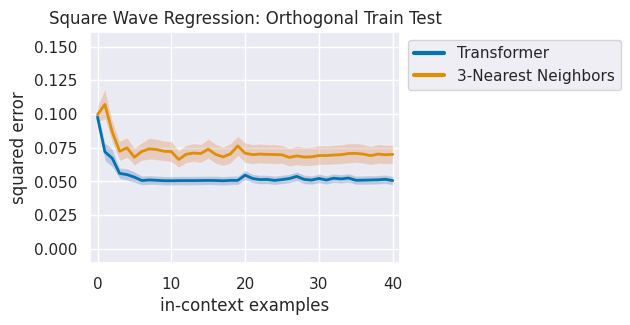 Square Wave Regression: Orthogonal Train Test
0.150
0.125
0.100
0.075
0.050
0.025
0.000
squared error
0 10 20 30 40
in-context examples
Transformer
3-Nearest Neighbors